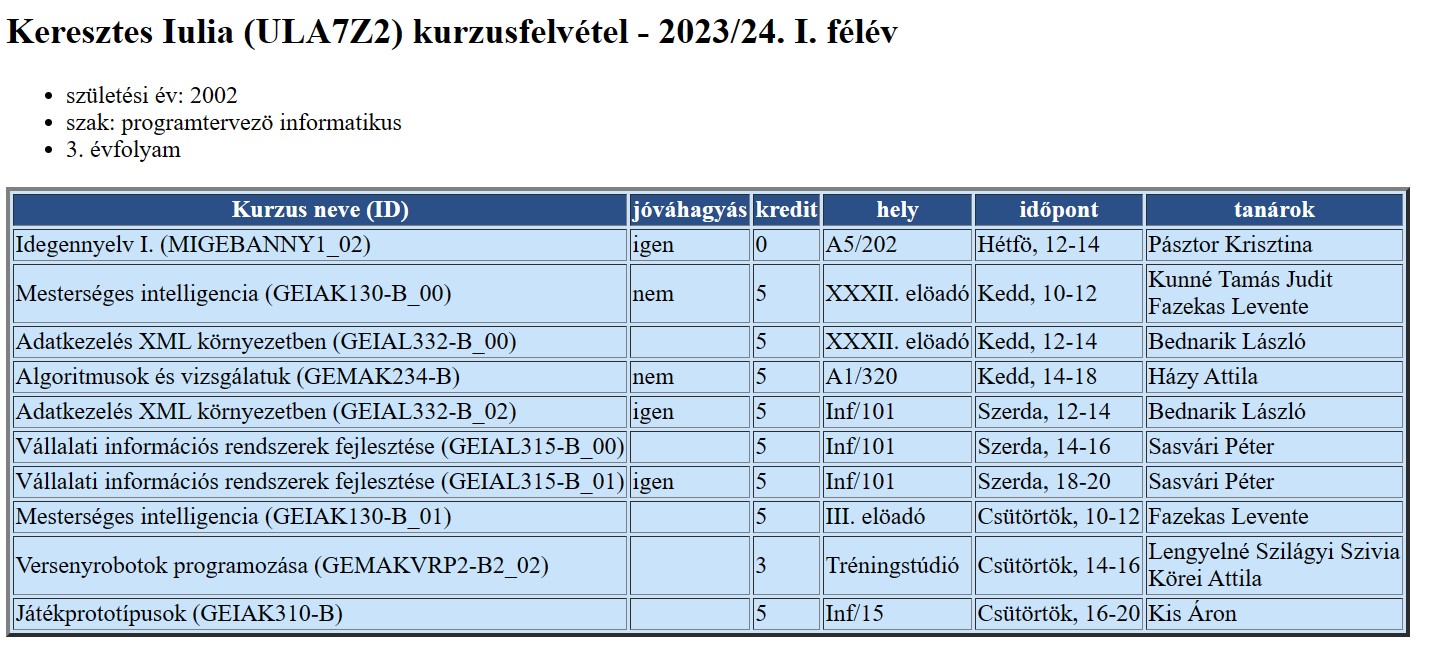 Keresztes Iulia (ULA7Z2) kurzusfelvétel - 2023/24. I. félév
születési év: 2002
szak: programtervezö informatikus
3. évfolyam
Kurzus neve (ID) jóváhagyás kredit hely időpont tanárok
Idegennyelv I. (MIGEBANNY1_02) igen 0 A5/202 Hétfö, 12-14 Pásztor Krisztina
Mesterséges intelligencia (GEIAK130-B_00) nem 5 XXXII. elöadó Kedd, 10-12 Kunné Tamás Judit
Fazekas Levente
Adatkezelés XML környezetben (GEIAL332-B_00) 5 XXXII. elöadó Kedd, 12-14 Bednarik László
Algoritmusok és vizsgálatuk (GEMAK234-B) nem 5 A1/320 Kedd, 14-18 Házy Attila
Adatkezelés XML környezetben (GEIAL332-B_02) igen 5 Inf/101 Szerda, 12-14 Bednarik László
Vállalati információs rendszerek fejlesztése (GEIAL315-B_00) 5 Inf/101 Szerda, 14-16 Sasvári Péter
Vállalati információs rendszerek fejlesztése (GEIAL315-B_01) igen 5 Inf/101 Szerda, 18-20 Sasvári Péter
Mesterséges intelligencia (GEIAK130-B_01) 5 III. elöadó Csütörtök, 10-12 Fazekas Levente
Versenyrobotok programozása (GEMAKVRP2-B2_02) 3 Tréningstúdió Csütörtök, 14-16 Lengyelné Szilágyi Szivia
Körei Attila
Játékprototípusok (GEIAK310-B) 5 Inf/15 Csütörtök, 16-20 Kis Áron